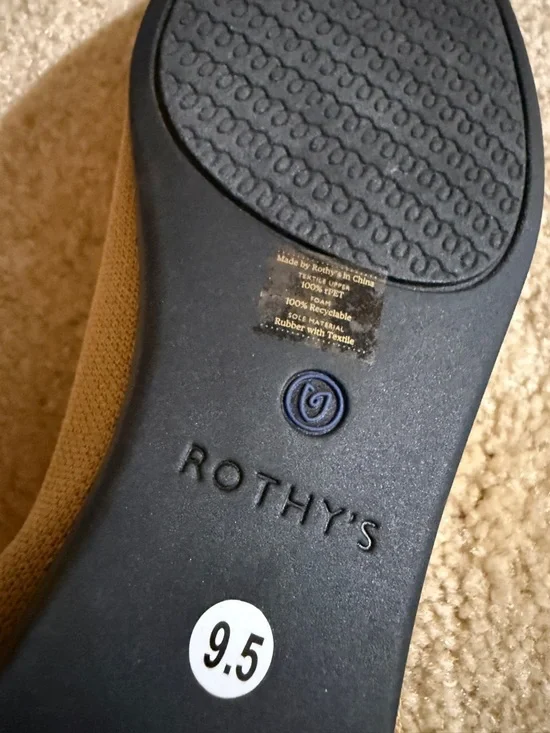 Made by Rothy's in China
TEXTILE UPPER
100% rPET
FOAM
100% Recyclable
SOLE MATERIAL
Rubber with Textile
ROTHY'S
9.5